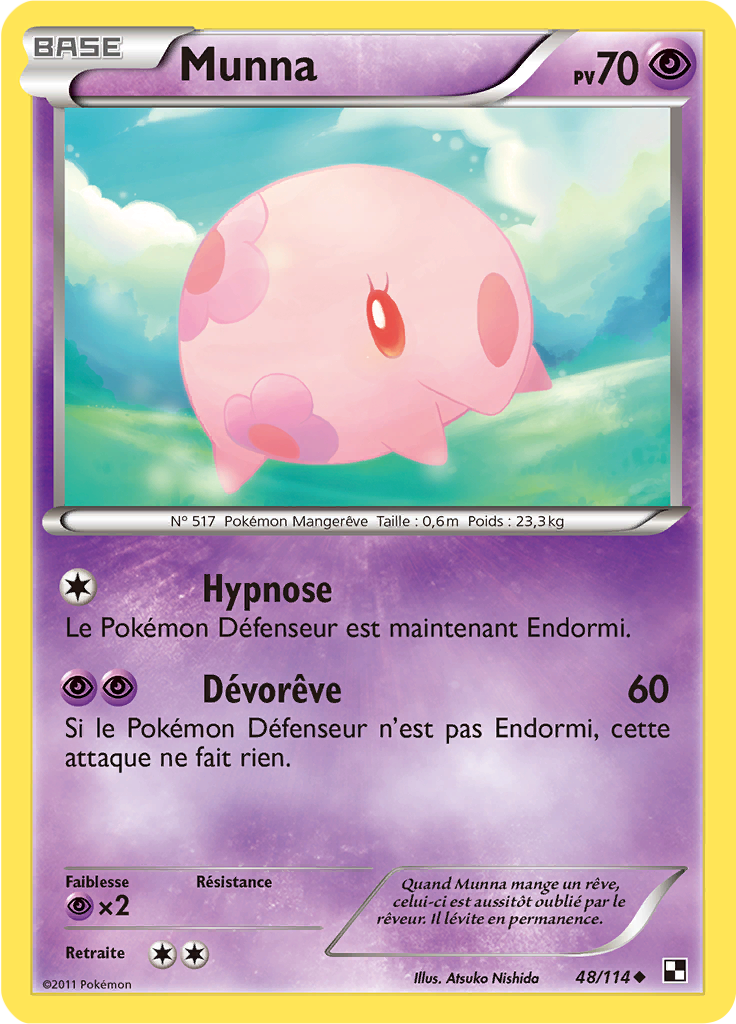 BASE
Munna
PV70
Nº 517 Pokémon Mangerêve Taille : 0,6m Poids : 23,3kg
Hypnose
Le Pokémon Défenseur est maintenant Endormi.
Dévorêve 60
Si le Pokémon Défenseur n'est pas Endormi, cette
attaque ne fait rien.
Faiblesse Résistance
×2
Retraite
Quand Munna mange un rêve,
celui-ci est aussitôt oublié par le
rêveur. Il lévite en permanence.
©2011 Pokémon
Illus. Atsuko Nishida 48/114